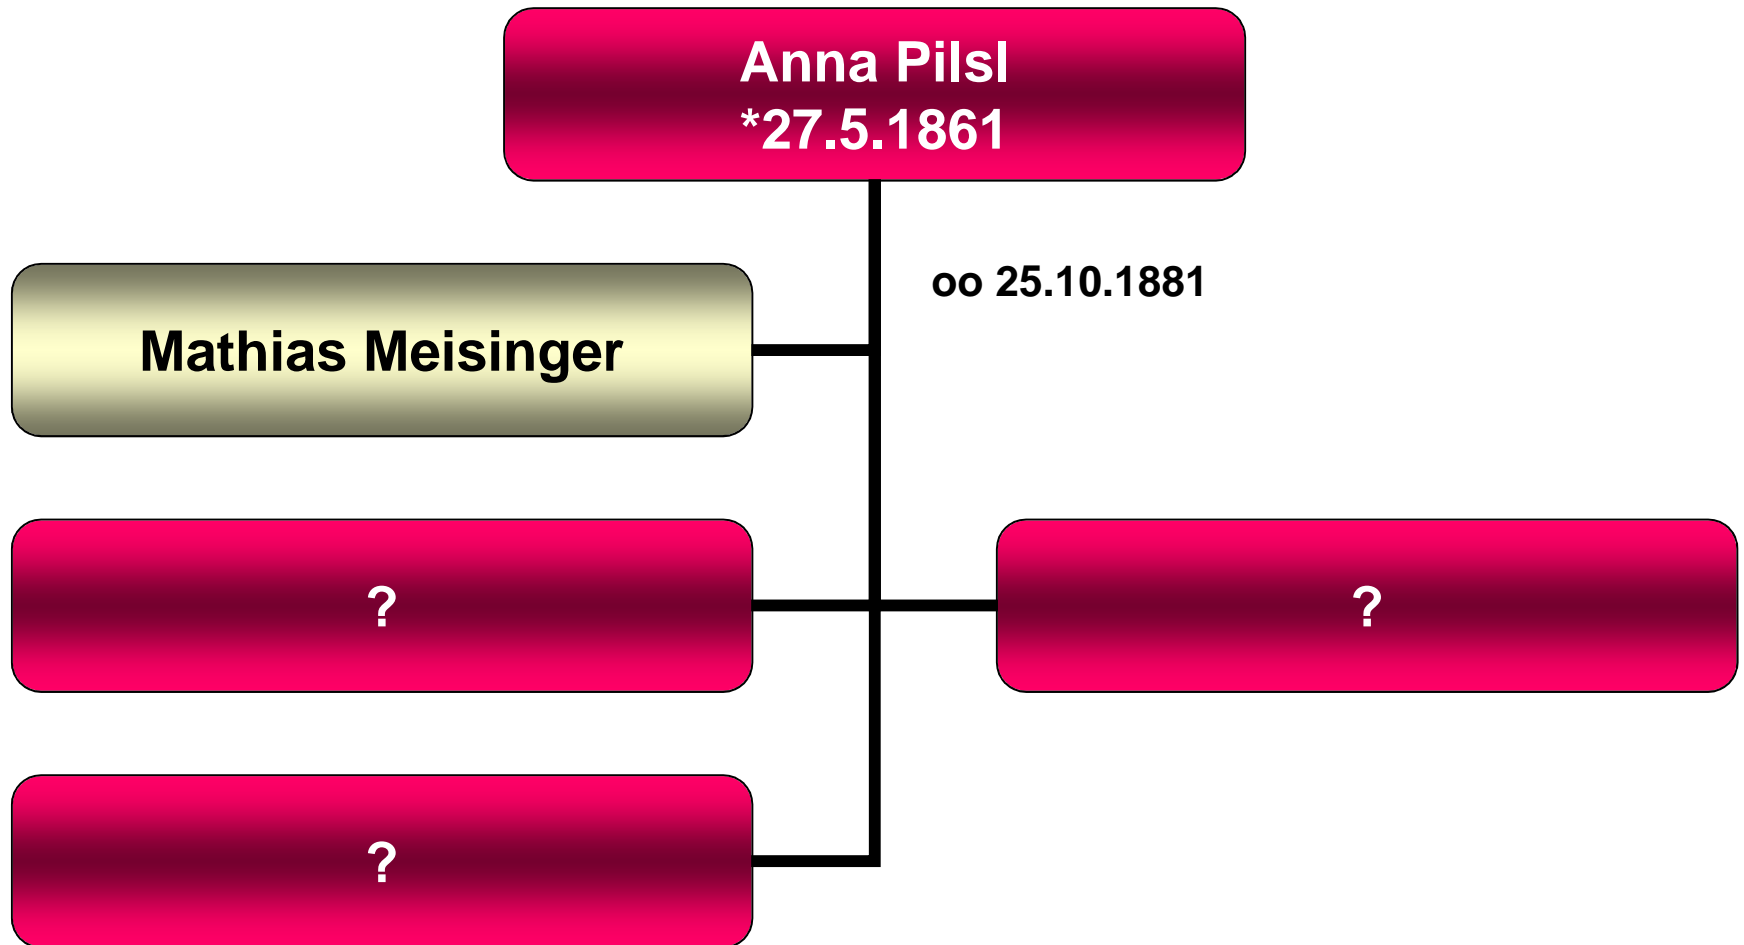 Anna Pilsl
*27.5.1861
oo 25.10.1881
Mathias Meisinger
?
?
?